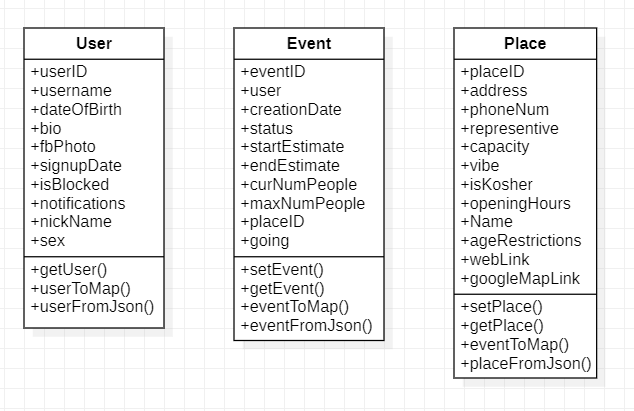 User
+userID
+username
+dateOfBirth
+bio
+fbPhoto
+signupDate
+isBlocked
+notifications
+nickName
+sex
+getUser()
+userToMap()
+userFromJson()
Event
+eventID
+user
+creationDate
+status
+startEstimate
+endEstimate
+curNumPeople
+maxNumPeople
+placeID
+going
+setEvent()
+getEvent()
+eventToMap()
+eventFromJson()
Place
+placeID
+address
+phoneNum
+representive
+capacity
+vibe
+isKosher
+openingHours
+Name
+ageRestrictions
+webLink
+googleMapLink
+setPlace()
+getPlace()
+eventToMap()
+placeFromJson()